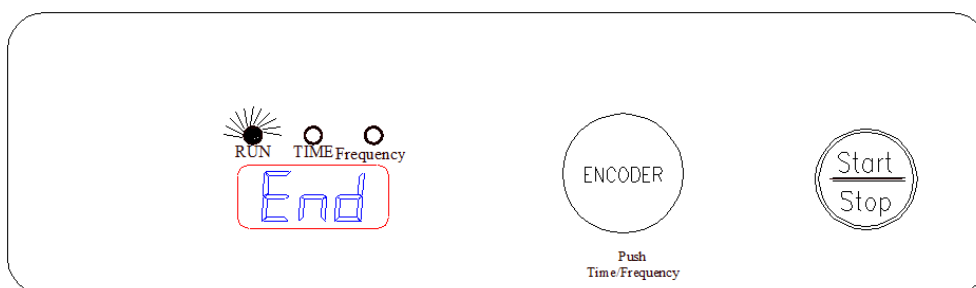 RUN TIME Frequency
End
ENCODER
Start
Stop
Push
Time/Frequency